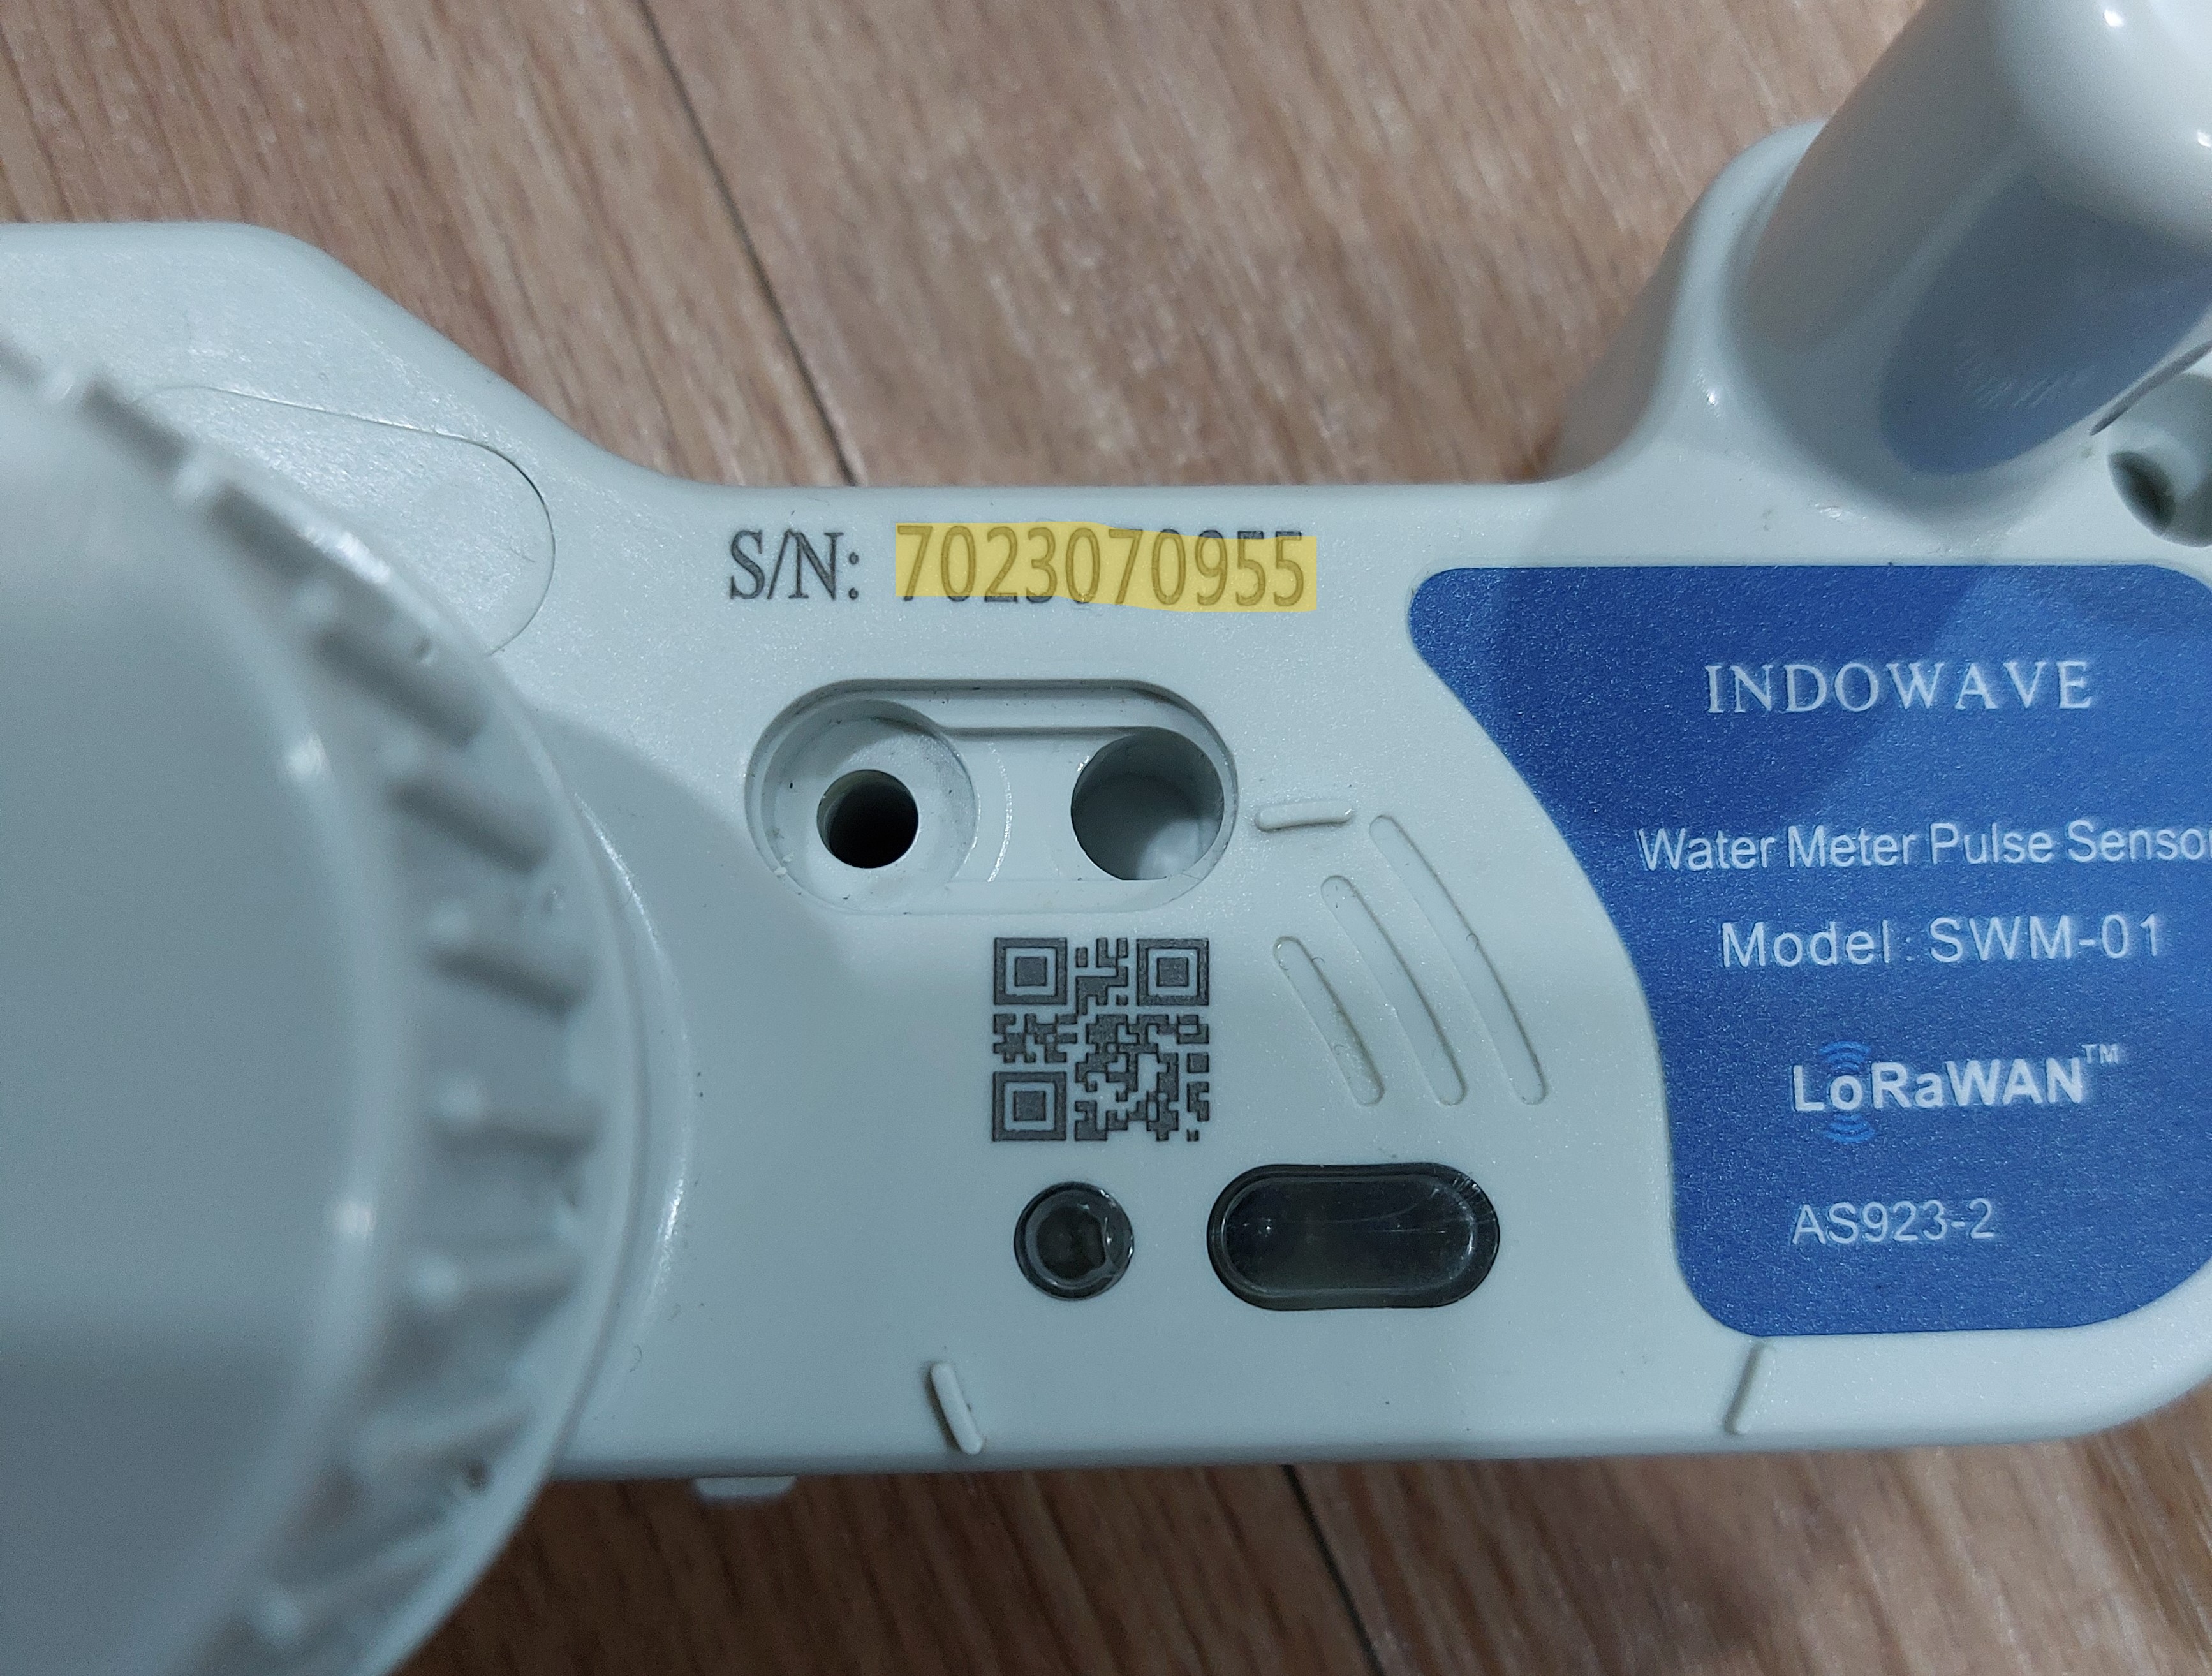 S/N: 7023070955
INDOWAVE
Water Meter Pulse Sensor
Model: SWM-01
LoRaWAN™
AS923-2